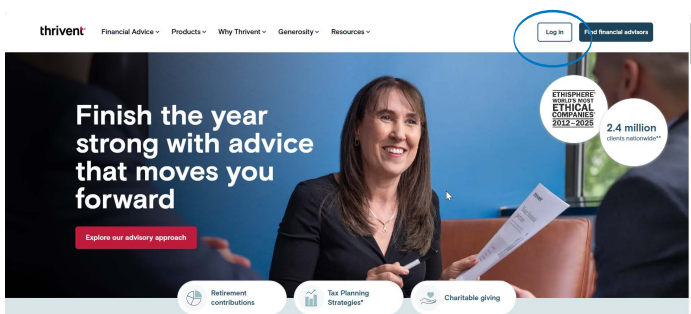 thrivent
Financial Advice
Products
Why Thrivent
Generosity
Resources
Log in
Find financial advisors
Finish the year
strong with advice
that moves you
forward
Explore our advisory approach
ETHISPHERE
WORLD'S MOST
ETHICAL
COMPANIES®
2012–2025
2.4 million
clients nationwide**
Retirement
contributions
Tax Planning
Strategies*
Charitable giving